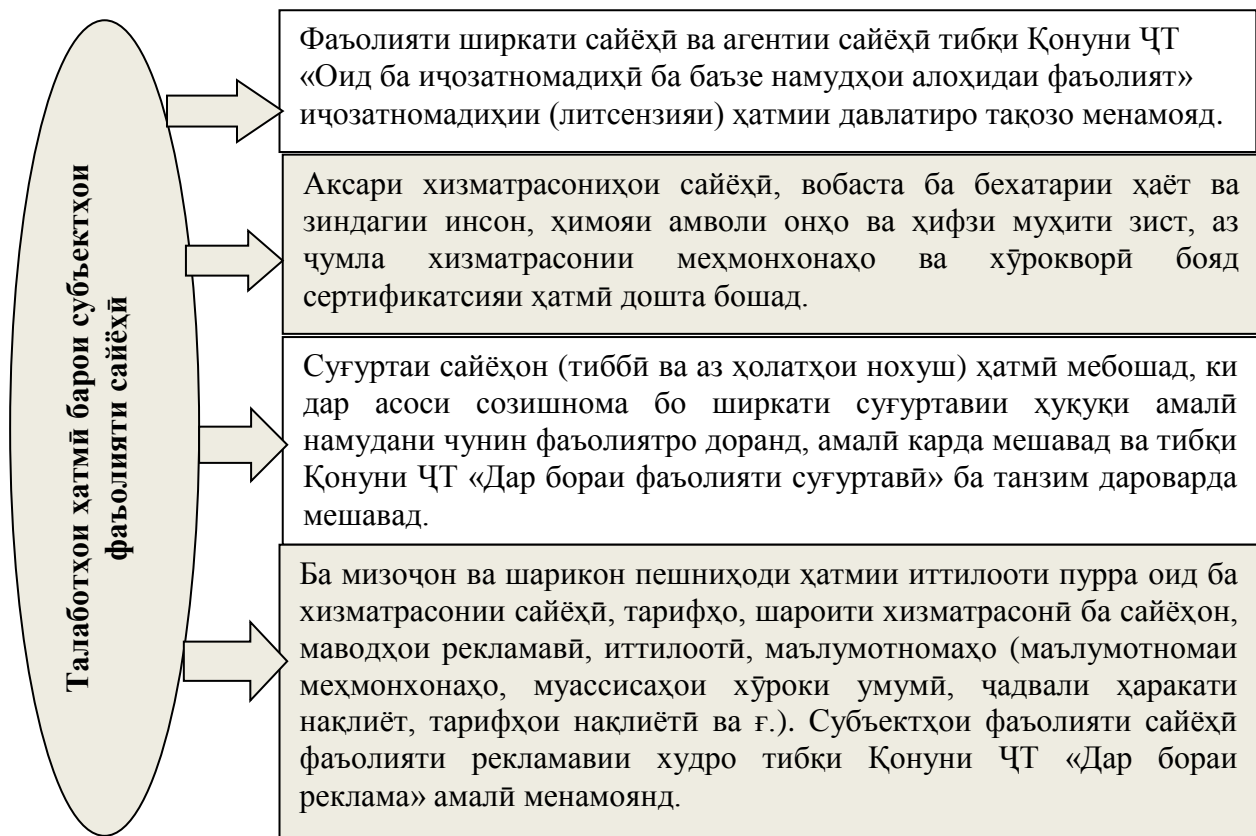 Талаботҳои ҳатмӣ барои субъектҳои
фаъолияти сайёҳӣ
Фаъолияти ширкати сайёҳӣ ва агентии сайёҳӣ тибқи Қонуни ҶТ
«Оид ба иҷозатномадиҳӣ ба баъзе намудҳои алоҳидаи фаъолият»
иҷозатномадиҳии (литсензияи) ҳатмии давлатиро тақозо менамояд.
Аксари хизматрасониҳои сайёҳӣ, вобаста ба бехатарии ҳаёт ва
зиндагии инсон, ҳимояи амволи онҳо ва ҳифзи муҳити зист, аз
ҷумла хизматрасонии меҳмонхонаҳо ва хӯрокворӣ бояд
сертификатсияи ҳатмӣ дошта бошад.
Суғуртаи сайёҳон (тиббӣ ва аз ҳолатҳои нохуш) ҳатмӣ мебошад, ки
дар асоси созишнома бо ширкати суғуртавии ҳуқуқи амалӣ
намудани чунин фаъолиятро доранд, амалӣ карда мешавад ва тибқи
Қонуни ҶТ «Дар бораи фаъолияти суғуртавӣ» ба танзим дароварда
мешавад.
Ба мизоҷон ва шарикон пешниҳоди ҳатмии иттилооти пурра оид ба
хизматрасонии сайёҳӣ, тарифҳо, шароити хизматрасонӣ ба сайёҳон,
маводҳои рекламавӣ, иттилоотӣ, маълумотномаҳо (маълумотномаи
меҳмонхонаҳо, муассисаҳои хӯроки умумӣ, ҷадвали ҳаракати
нақлиёт, тарифҳои нақлиётӣ ва ғ.). Субъектҳои фаъолияти сайёҳӣ
фаъолияти рекламавии худро тибқи Қонуни ҶТ «Дар бораи
реклама» амалӣ менамоянд.